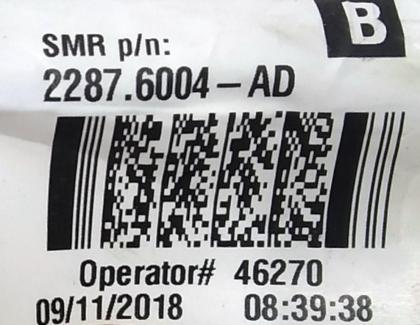 B
SMR p/n:
2287.6004-AD
Operator# 46270
09/11/2018 08:39:38